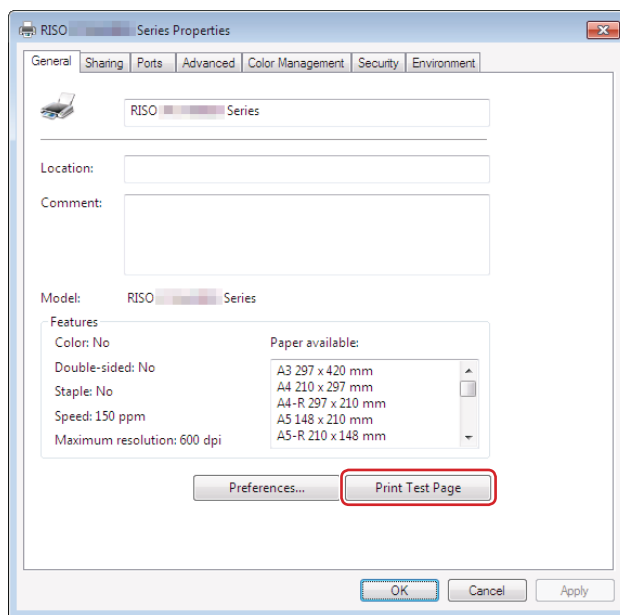 RISO Series Properties
General Sharing Ports Advanced Color Management Security Environment
RISO Series
Location:
Comment:
Model: RISO Series
Features
Color: No
Double-sided: No
Staple: No
Speed: 150 ppm
Maximum resolution: 600 dpi
Paper available:
A3 297 x 420 mm
A4 210 x 297 mm
A4-R 297 x 210 mm
A5 148 x 210 mm
A5-R 210 x 148 mm
Preferences... Print Test Page
OK Cancel Apply